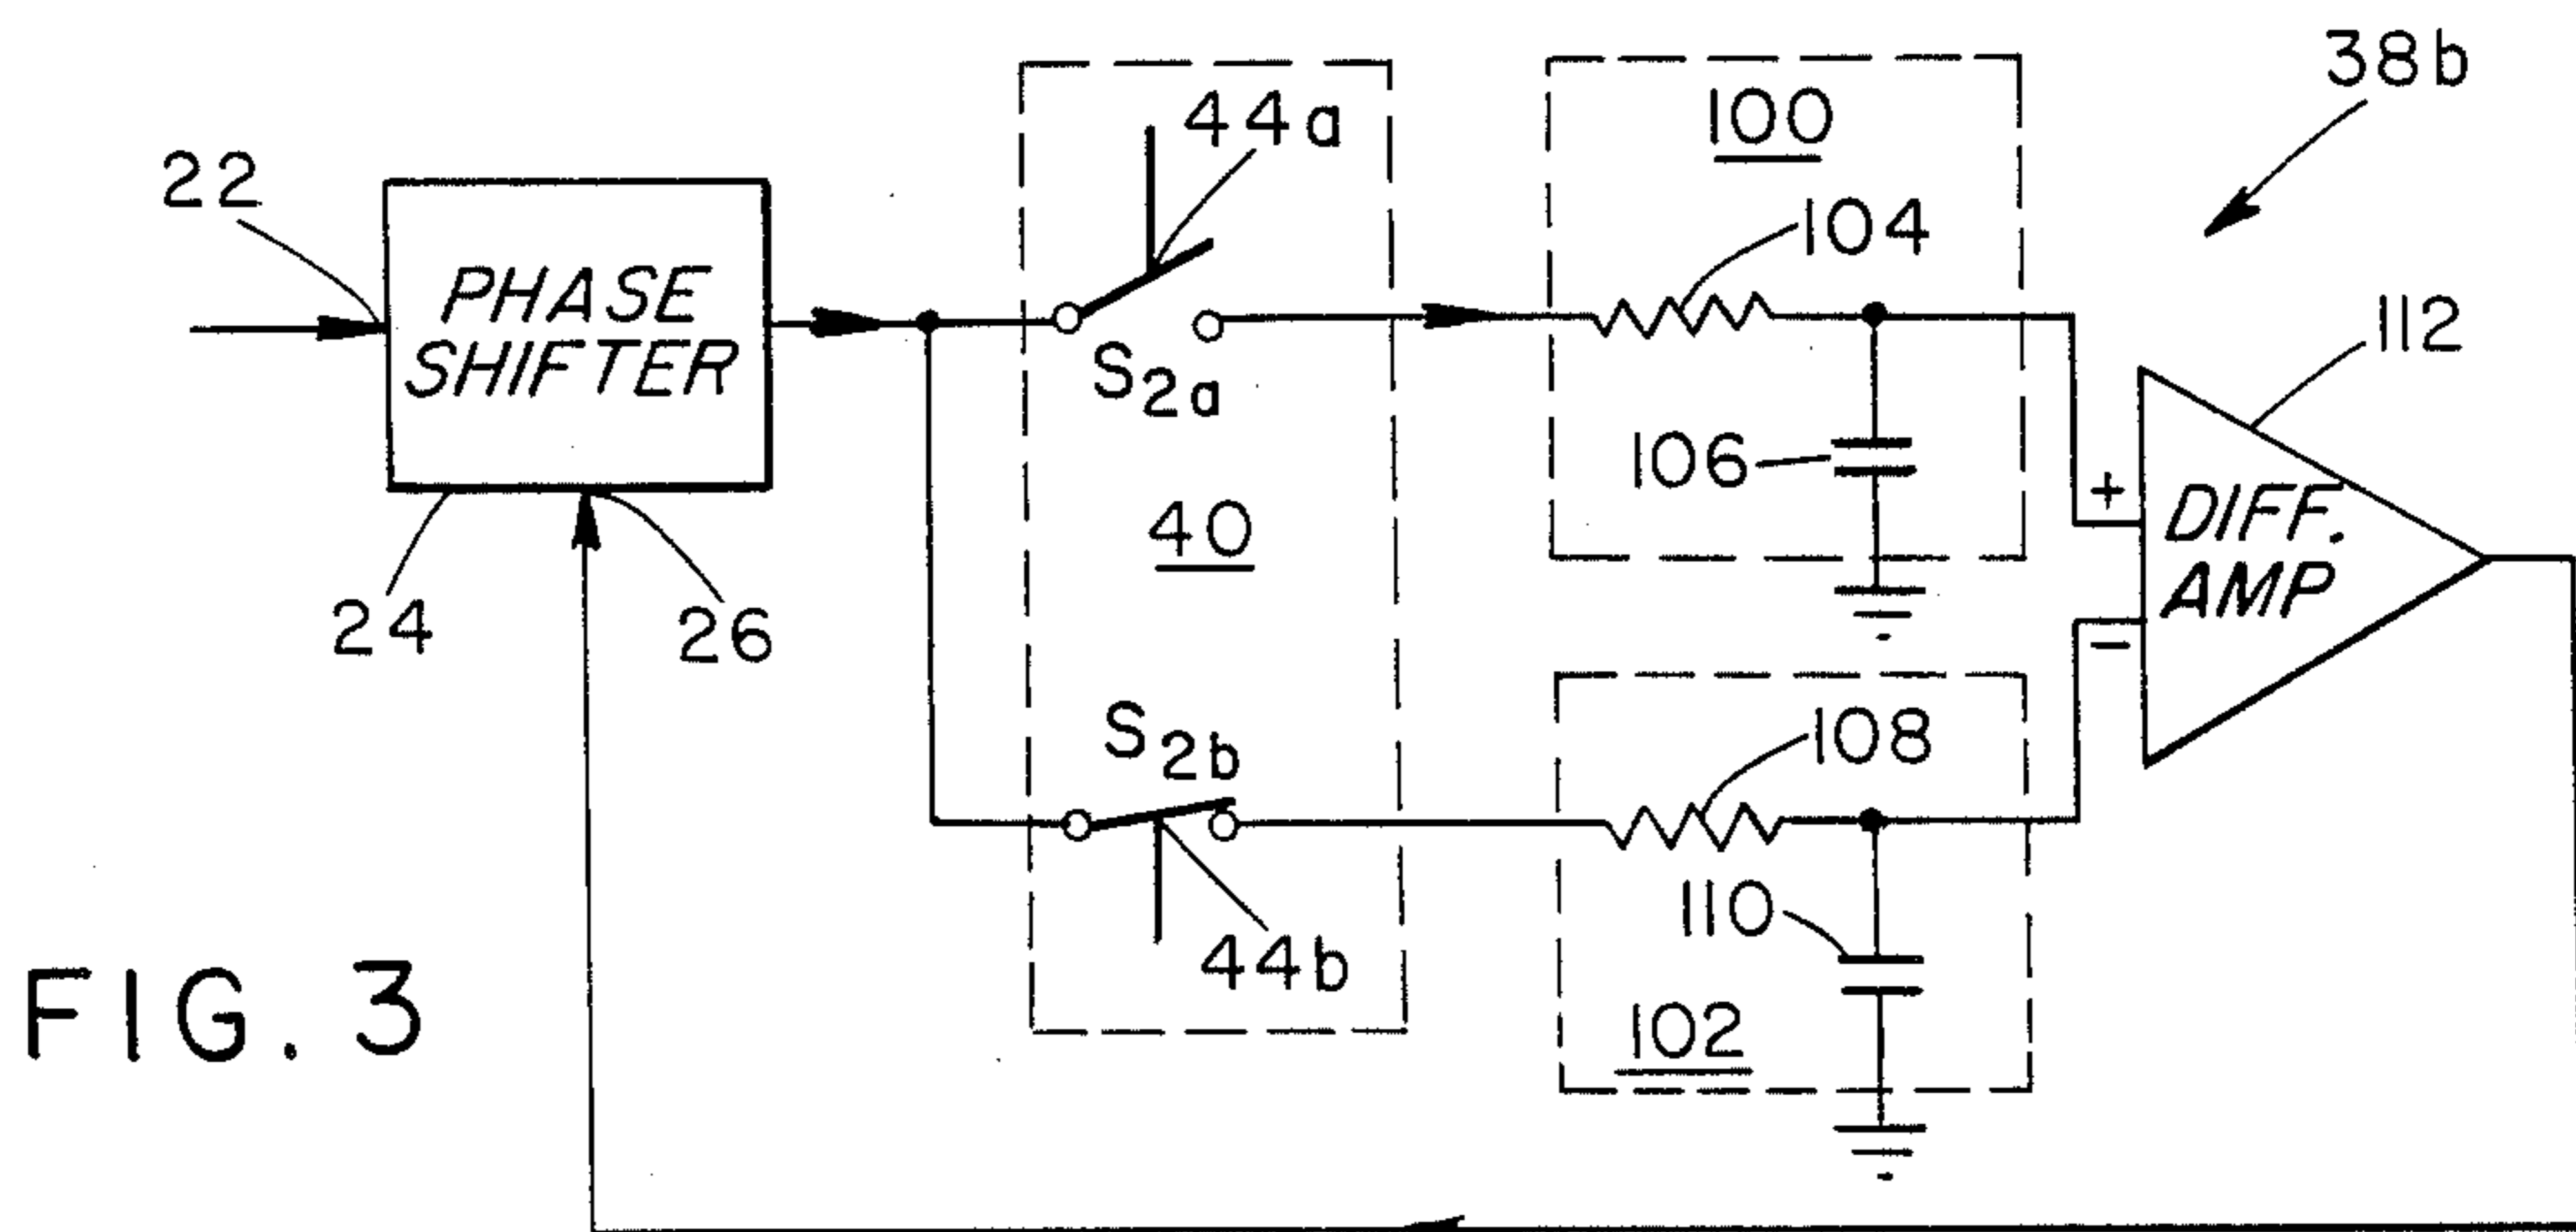 38b
44a
100
22
104
PHASE
SHIFTER
112
S2a
106
+
40
DIFF.
AMP
24
26
−
S2b
108
110
44b
FIG. 3
102